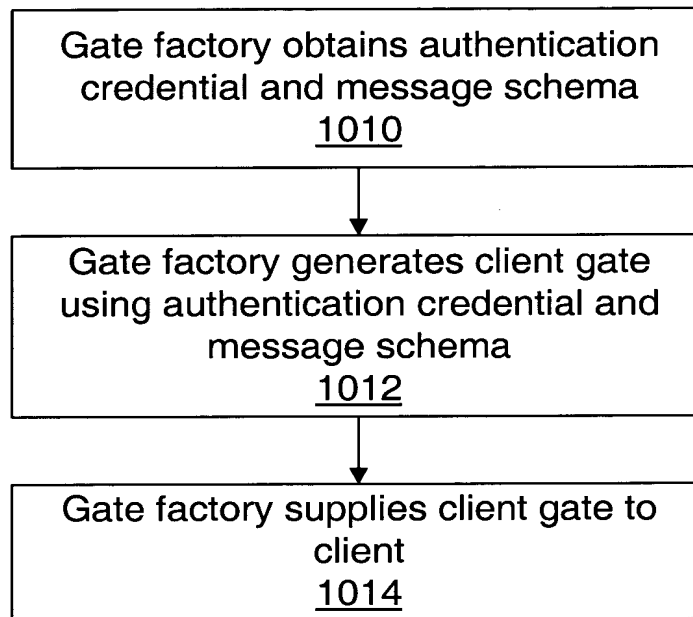 Gate factory obtains authentication
credential and message schema
1010
Gate factory generates client gate
using authentication credential and
message schema
1012
Gate factory supplies client gate to
client
1014